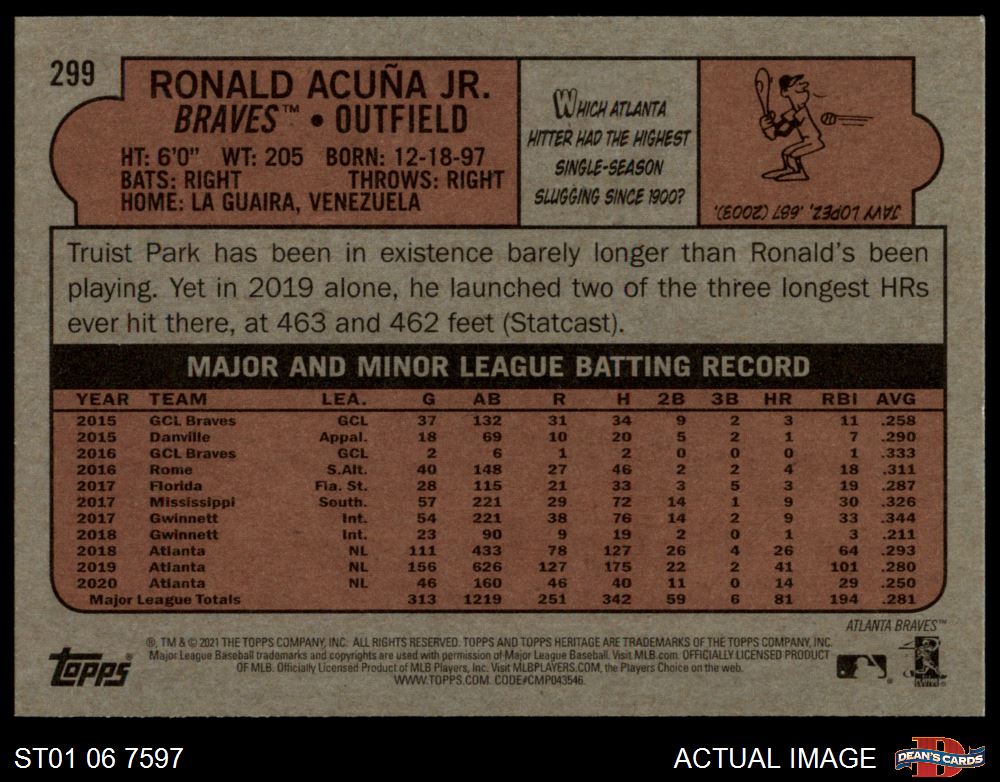 299
RONALD ACUÑA JR.
BRAVES™ • OUTFIELD
HT: 6'0" WT: 205 BORN: 12-18-97
BATS: RIGHT THROWS: RIGHT
HOME: LA GUAIRA, VENEZUELA
WHICH ATLANTA
HITTER HAD THE HIGHEST
SINGLE-SEASON
SLUGGING SINCE 1900?
JAVY LOPEZ, .687 (2003).
Truist Park has been in existence barely longer than Ronald's been
playing. Yet in 2019 alone, he launched two of the three longest HRs
ever hit there, at 463 and 462 feet (Statcast).
MAJOR AND MINOR LEAGUE BATTING RECORD
YEAR TEAM LEA. G AB R H 2B 3B HR RBI AVG
2015 GCL Braves GCL 37 132 31 34 9 2 3 11 .258
2015 Danville Appal. 18 69 10 20 5 2 1 7 .290
2016 GCL Braves GCL 2 6 1 2 0 0 0 1 .333
2016 Rome S.Atl. 40 148 27 46 2 2 4 18 .311
2017 Florida Fla. St. 28 115 21 33 3 5 3 19 .287
2017 Mississippi South. 57 221 29 72 14 1 9 30 .326
2017 Gwinnett Int. 54 221 38 76 14 2 9 33 .344
2018 Gwinnett Int. 23 90 9 19 2 0 1 3 .211
2018 Atlanta NL 111 433 78 127 26 4 26 64 .293
2019 Atlanta NL 156 626 127 175 22 2 41 101 .280
2020 Atlanta NL 46 160 46 40 11 0 14 29 .250
Major League Totals 313 1219 251 342 59 6 81 194 .281
ATLANTA BRAVES™
®, TM & © 2021 THE TOPPS COMPANY, INC. ALL RIGHTS RESERVED. TOPPS AND TOPPS HERITAGE ARE TRADEMARKS OF THE TOPPS COMPANY, INC.
Major League Baseball trademarks and copyrights are used with permission of Major League Baseball. Visit MLB.com. OFFICIALLY LICENSED PRODUCT
OF MLB. Officially Licensed Product of MLB Players, Inc. Visit MLBPLAYERS.COM, the Players Choice on the web.
WWW.TOPPS.COM. CODE#CMP043546.
Topps
ST01 06 7597
ACTUAL IMAGE
D
DEAN'S CARDS